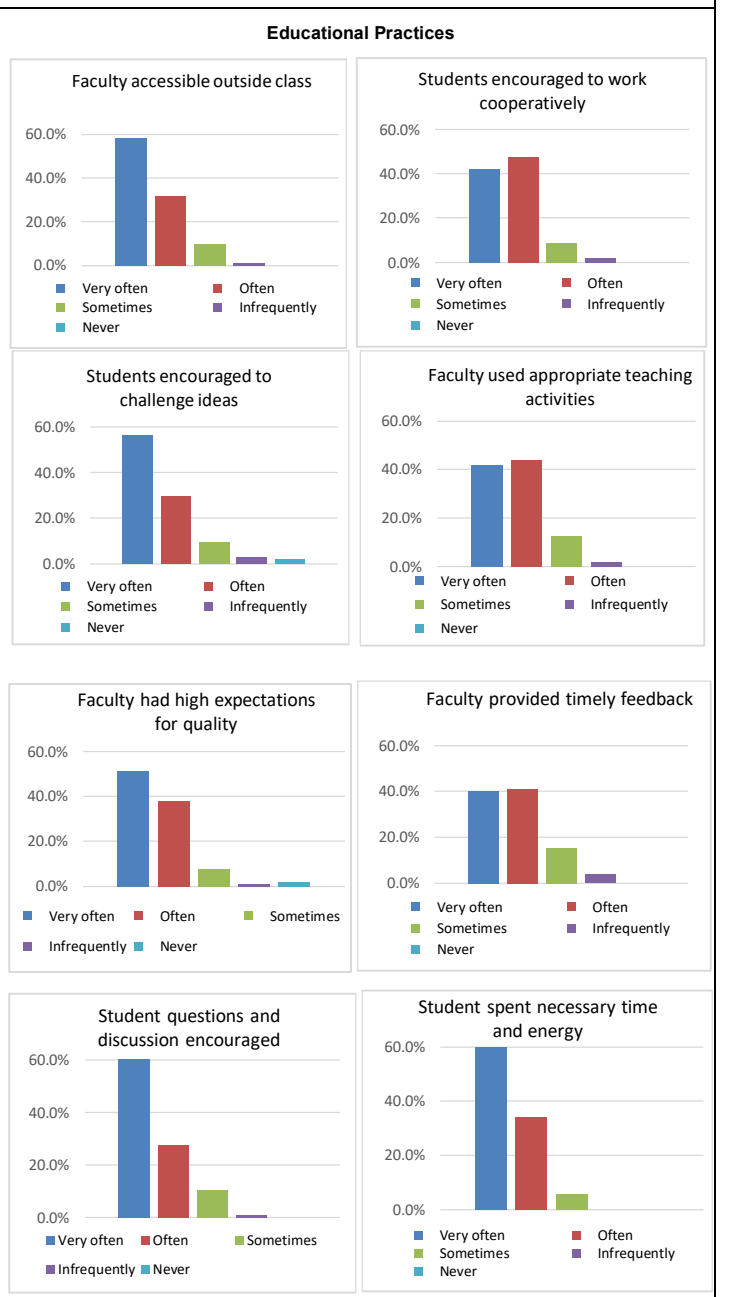 Educational Practices
Faculty accessible outside class
60.0%
40.0%
20.0%
0.0%
Very often Often
Sometimes Infrequently
Never
Students encouraged to work
cooperatively
60.0%
40.0%
20.0%
0.0%
Very often Often
Sometimes Infrequently
Never
Students encouraged to
challenge ideas
60.0%
40.0%
20.0%
0.0%
Very often Often
Sometimes Infrequently
Never
Faculty used appropriate teaching
activities
60.0%
40.0%
20.0%
0.0%
Very often Often
Sometimes Infrequently
Never
Faculty had high expectations
for quality
60.0%
40.0%
20.0%
0.0%
Very often Often Sometimes
Infrequently Never
Faculty provided timely feedback
60.0%
40.0%
20.0%
0.0%
Very often Often
Sometimes Infrequently
Never
Student questions and
discussion encouraged
60.0%
40.0%
20.0%
0.0%
Very often Often Sometimes
Infrequently Never
Student spent necessary time
and energy
60.0%
40.0%
20.0%
0.0%
Very often Often
Sometimes Infrequently
Never